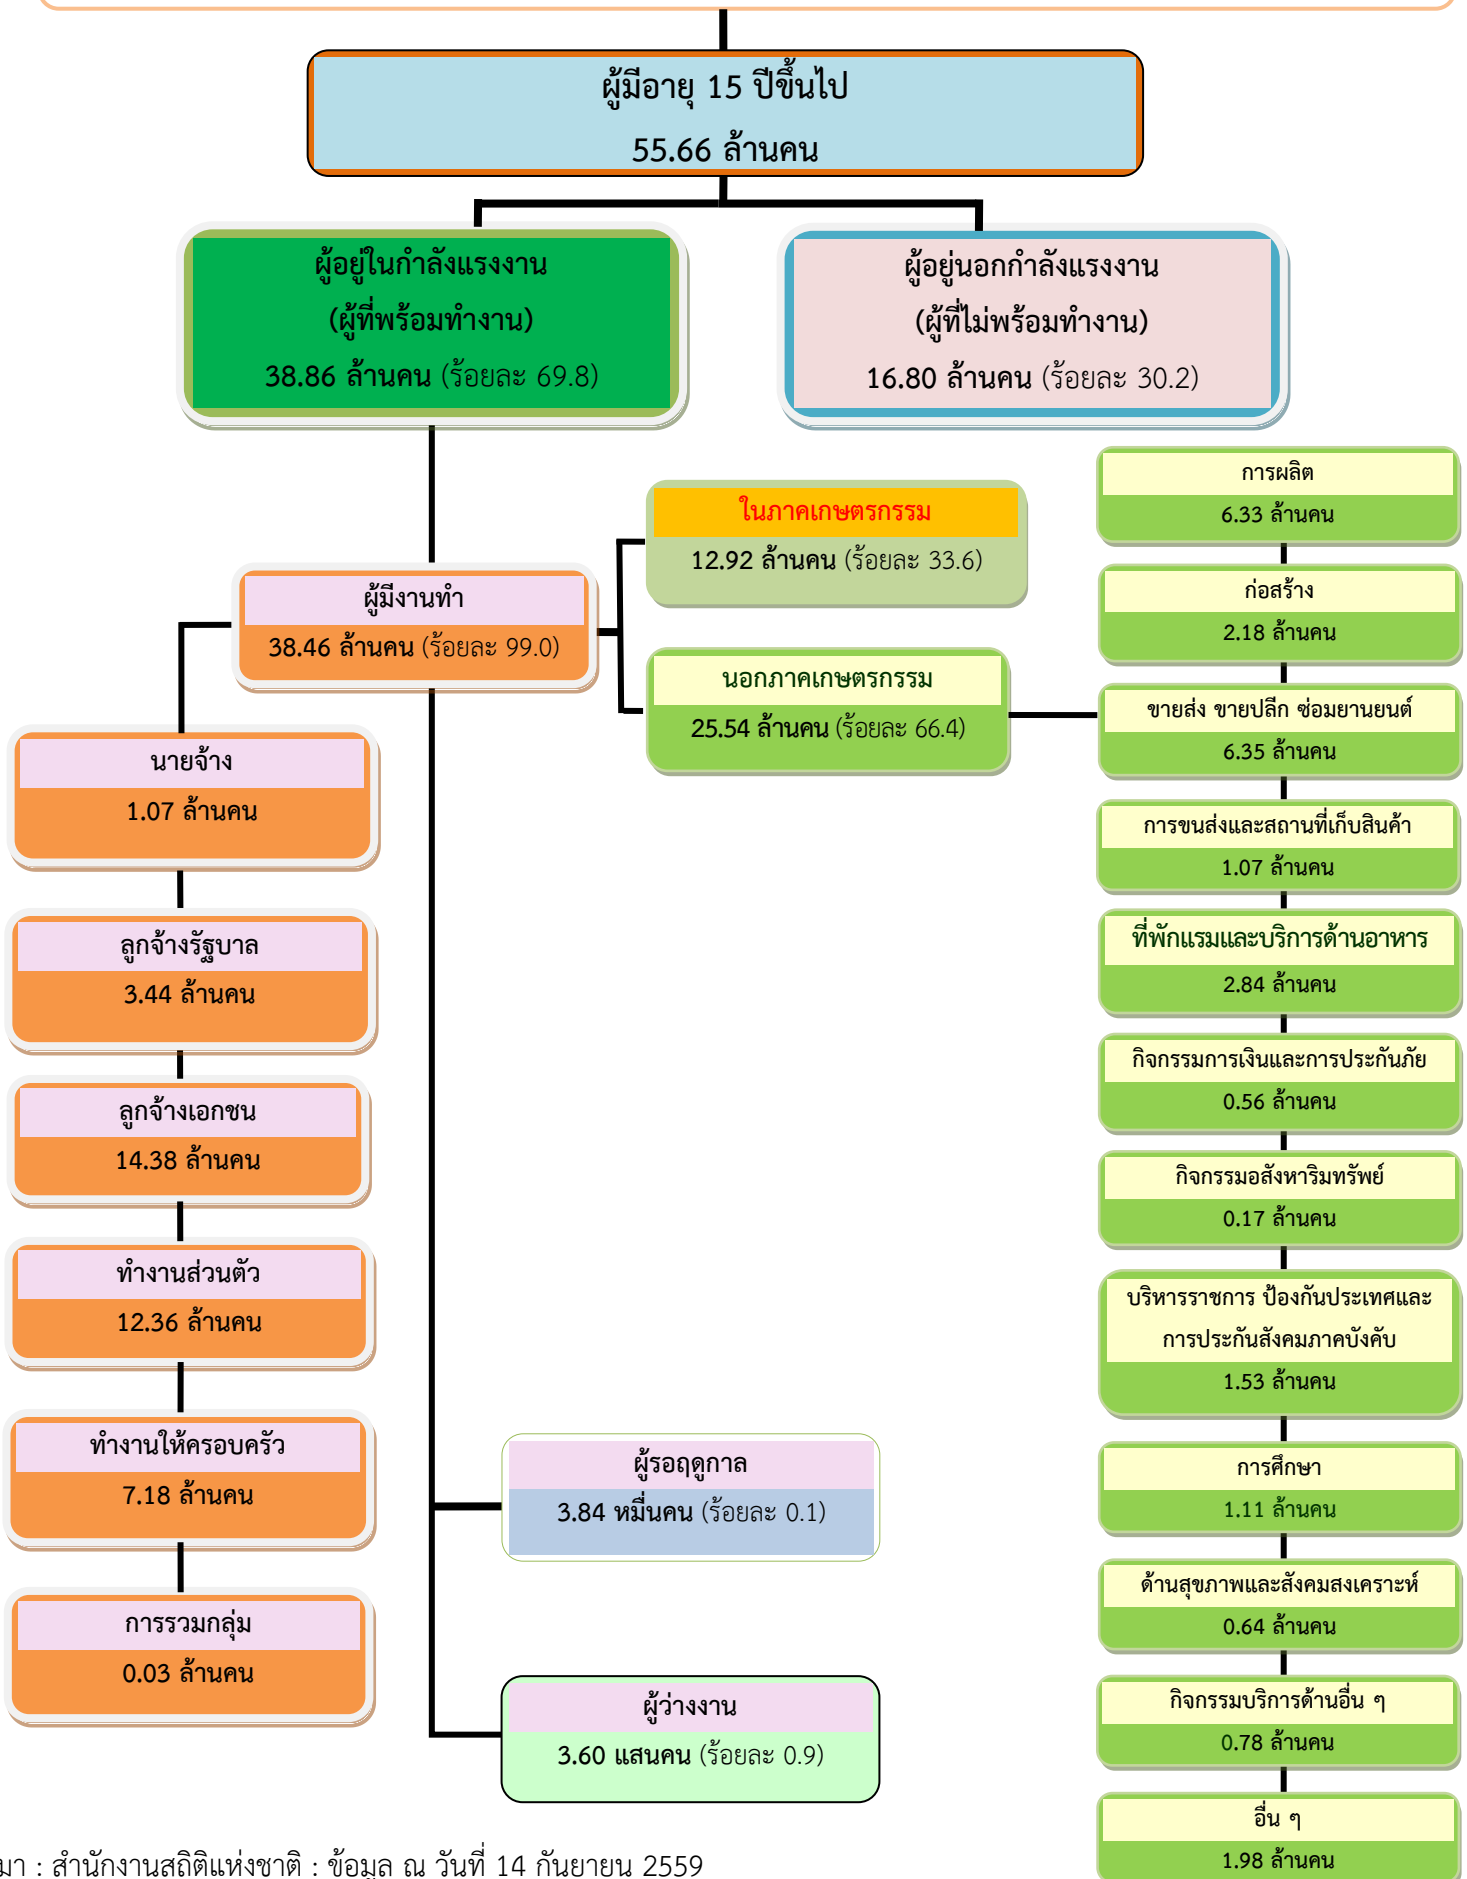 ผู้มีอายุ 15 ปีขึ้นไป
55.66 ล้านคน
ผู้อยู่ในกำลังแรงงาน
(ผู้ที่พร้อมทำงาน)
38.86 ล้านคน (ร้อยละ 69.8)
ผู้อยู่นอกกำลังแรงงาน
(ผู้ที่ไม่พร้อมทำงาน)
16.80 ล้านคน (ร้อยละ 30.2)
ผู้มีงานทำ
38.46 ล้านคน (ร้อยละ 99.0)
ในภาคเกษตรกรรม
12.92 ล้านคน (ร้อยละ 33.6)
นอกภาคเกษตรกรรม
25.54 ล้านคน (ร้อยละ 66.4)
นายจ้าง
1.07 ล้านคน
ลูกจ้างรัฐบาล
3.44 ล้านคน
ลูกจ้างเอกชน
14.38 ล้านคน
ทำงานส่วนตัว
12.36 ล้านคน
ทำงานให้ครอบครัว
7.18 ล้านคน
การรวมกลุ่ม
0.03 ล้านคน
ผู้รอฤดูกาล
3.84 หมื่นคน (ร้อยละ 0.1)
ผู้ว่างงาน
3.60 แสนคน (ร้อยละ 0.9)
การผลิต
6.33 ล้านคน
ก่อสร้าง
2.18 ล้านคน
ขายส่ง ขายปลีก ซ่อมยานยนต์
6.35 ล้านคน
การขนส่งและสถานที่เก็บสินค้า
1.07 ล้านคน
ที่พักแรมและบริการด้านอาหาร
2.84 ล้านคน
กิจกรรมการเงินและการประกันภัย
0.56 ล้านคน
กิจกรรมอสังหาริมทรัพย์
0.17 ล้านคน
บริหารราชการ ป้องกันประเทศและ
การประกันสังคมภาคบังคับ
1.53 ล้านคน
การศึกษา
1.11 ล้านคน
ด้านสุขภาพและสังคมสงเคราะห์
0.64 ล้านคน
กิจกรรมบริการด้านอื่น ๆ
0.78 ล้านคน
อื่น ๆ
1.98 ล้านคน
มา : สำนักงานสถิติแห่งชาติ : ข้อมูล ณ วันที่ 14 กันยายน 2559